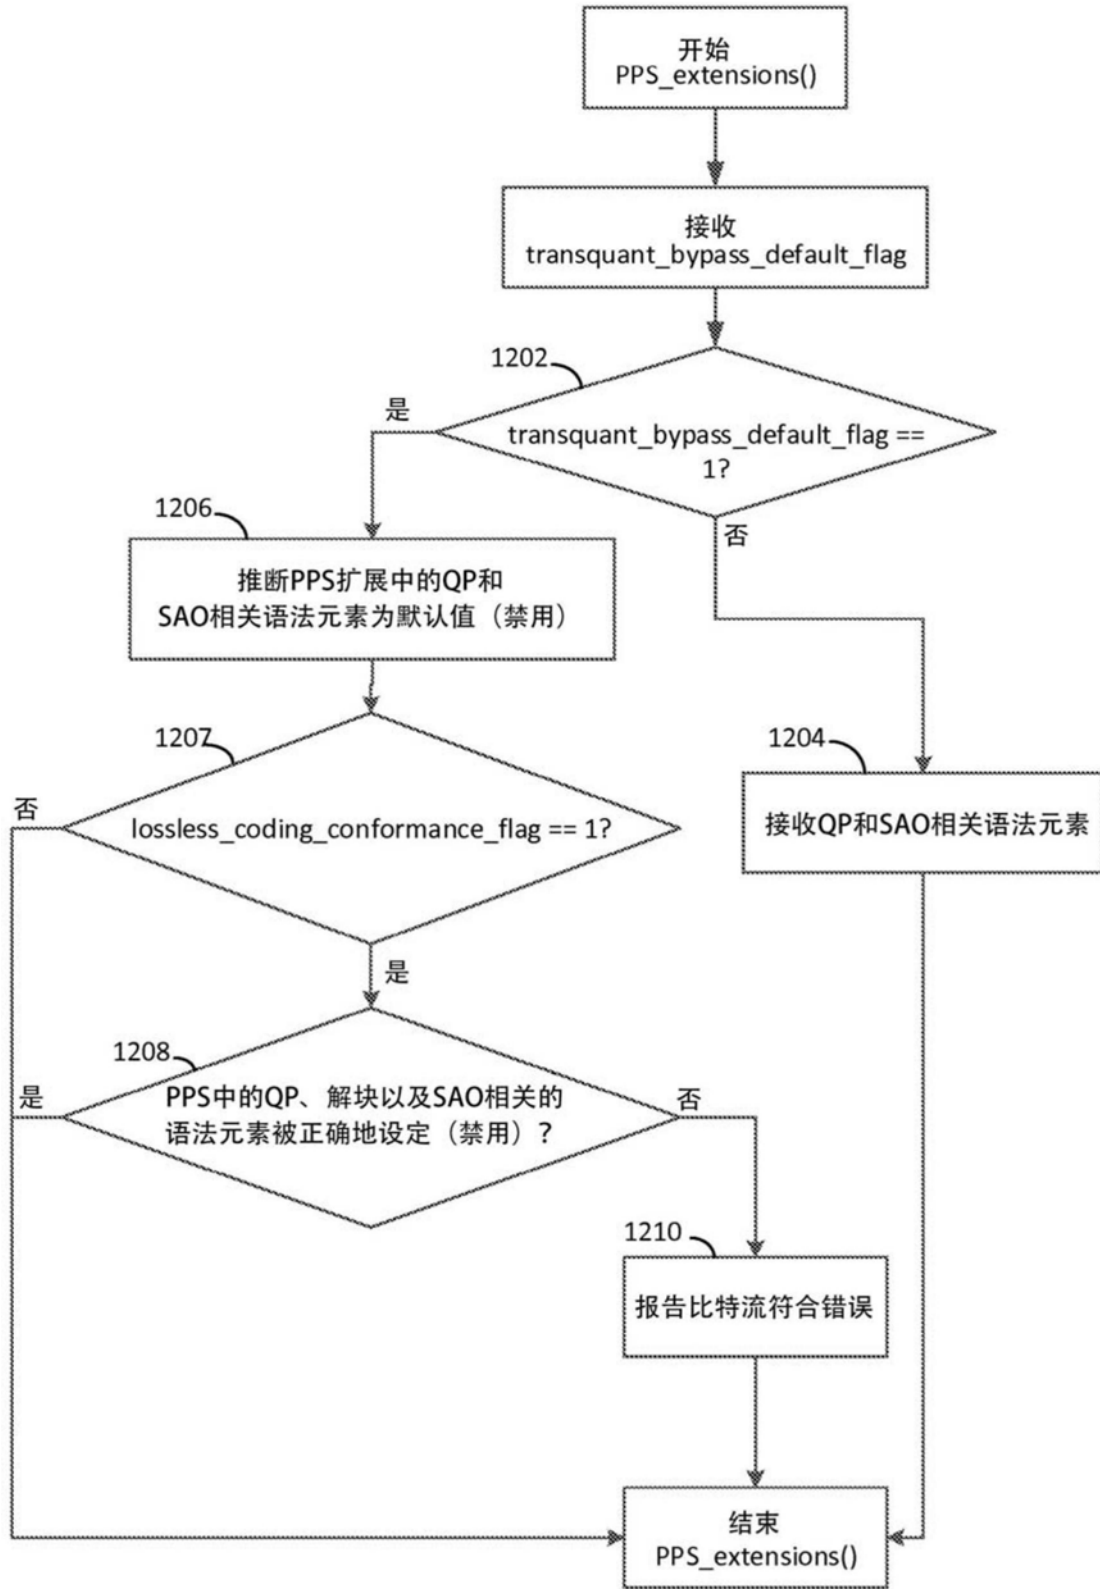 开始
PPS_extensions()
接收
transquant_bypass_default_flag
1202
是
transquant_bypass_default_flag ==
1?
否
1206
推断PPS扩展中的QP和
SAO相关语法元素为默认值（禁用）
1207
否
lossless_coding_conformance_flag == 1?
1204
接收QP和SAO相关语法元素
是
1208
是
PPS中的QP、解块以及SAO相关的
语法元素被正确地设定（禁用）？
否
1210
报告比特流符合错误
结束
PPS_extensions()